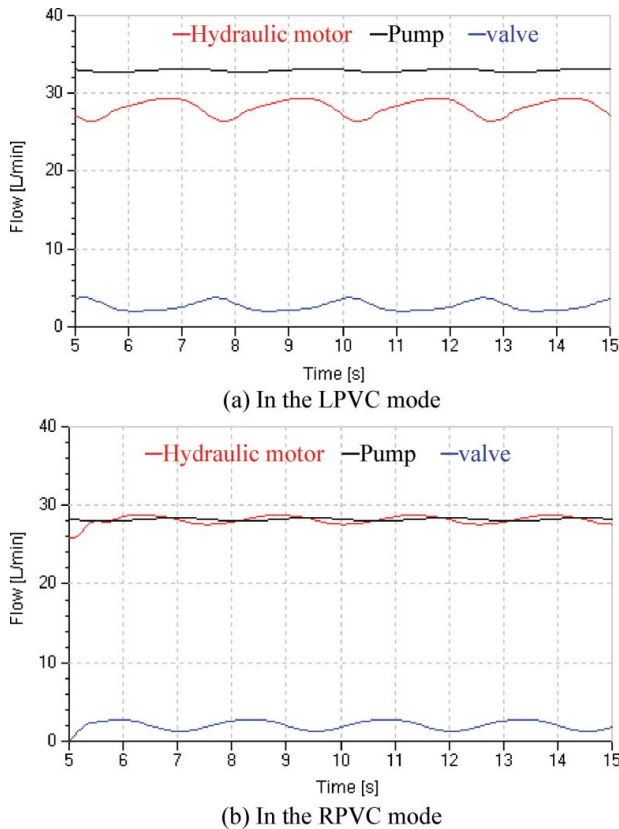 40
Hydraulic motor Pump valve
30
20
10
0
Flow [L/min]
5 6 7 8 9 10 11 12 13 14 15
Time [s]
(a) In the LPVC mode
40
Hydraulic motor Pump valve
30
20
10
0
Flow [L/min]
5 6 7 8 9 10 11 12 13 14 15
Time [s]
(b) In the RPVC mode